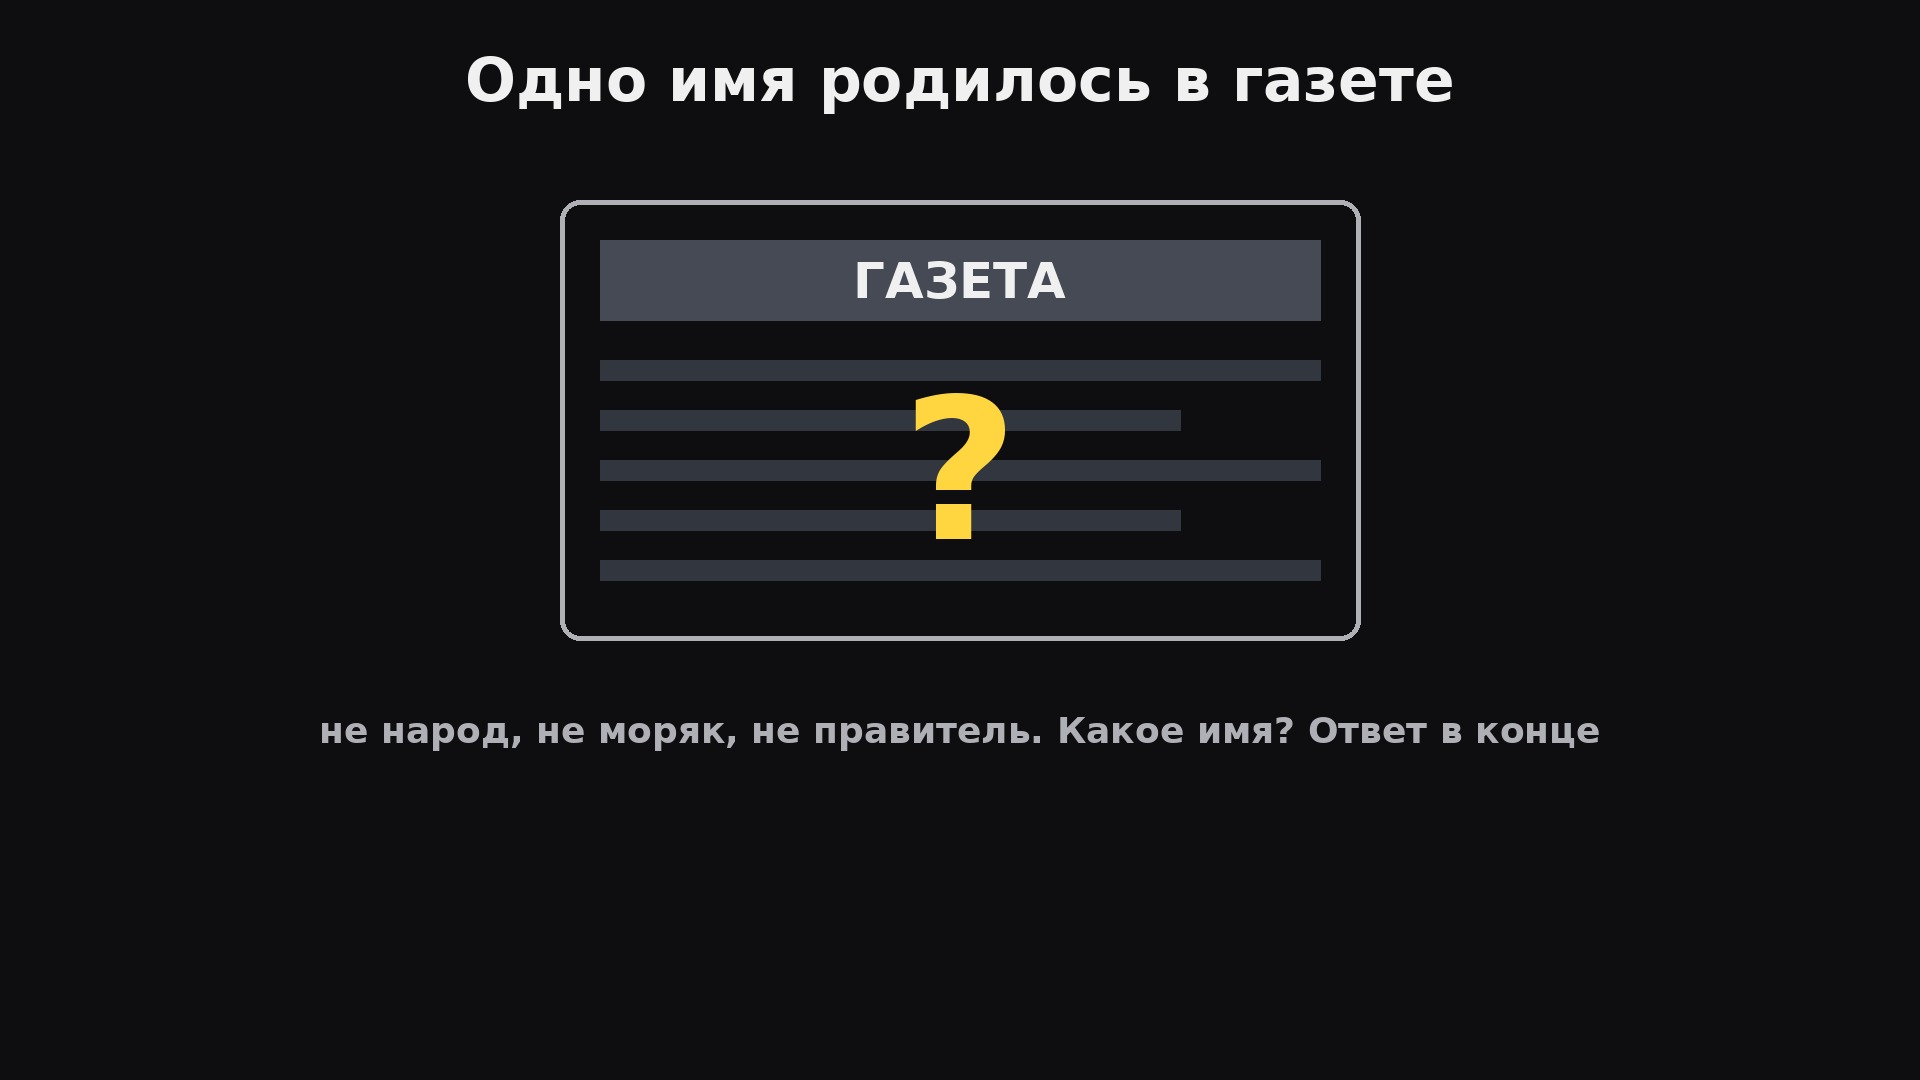 Одно имя родилось в газете
ГАЗЕТА
?
не народ, не моряк, не правитель. Какое имя? Ответ в конце